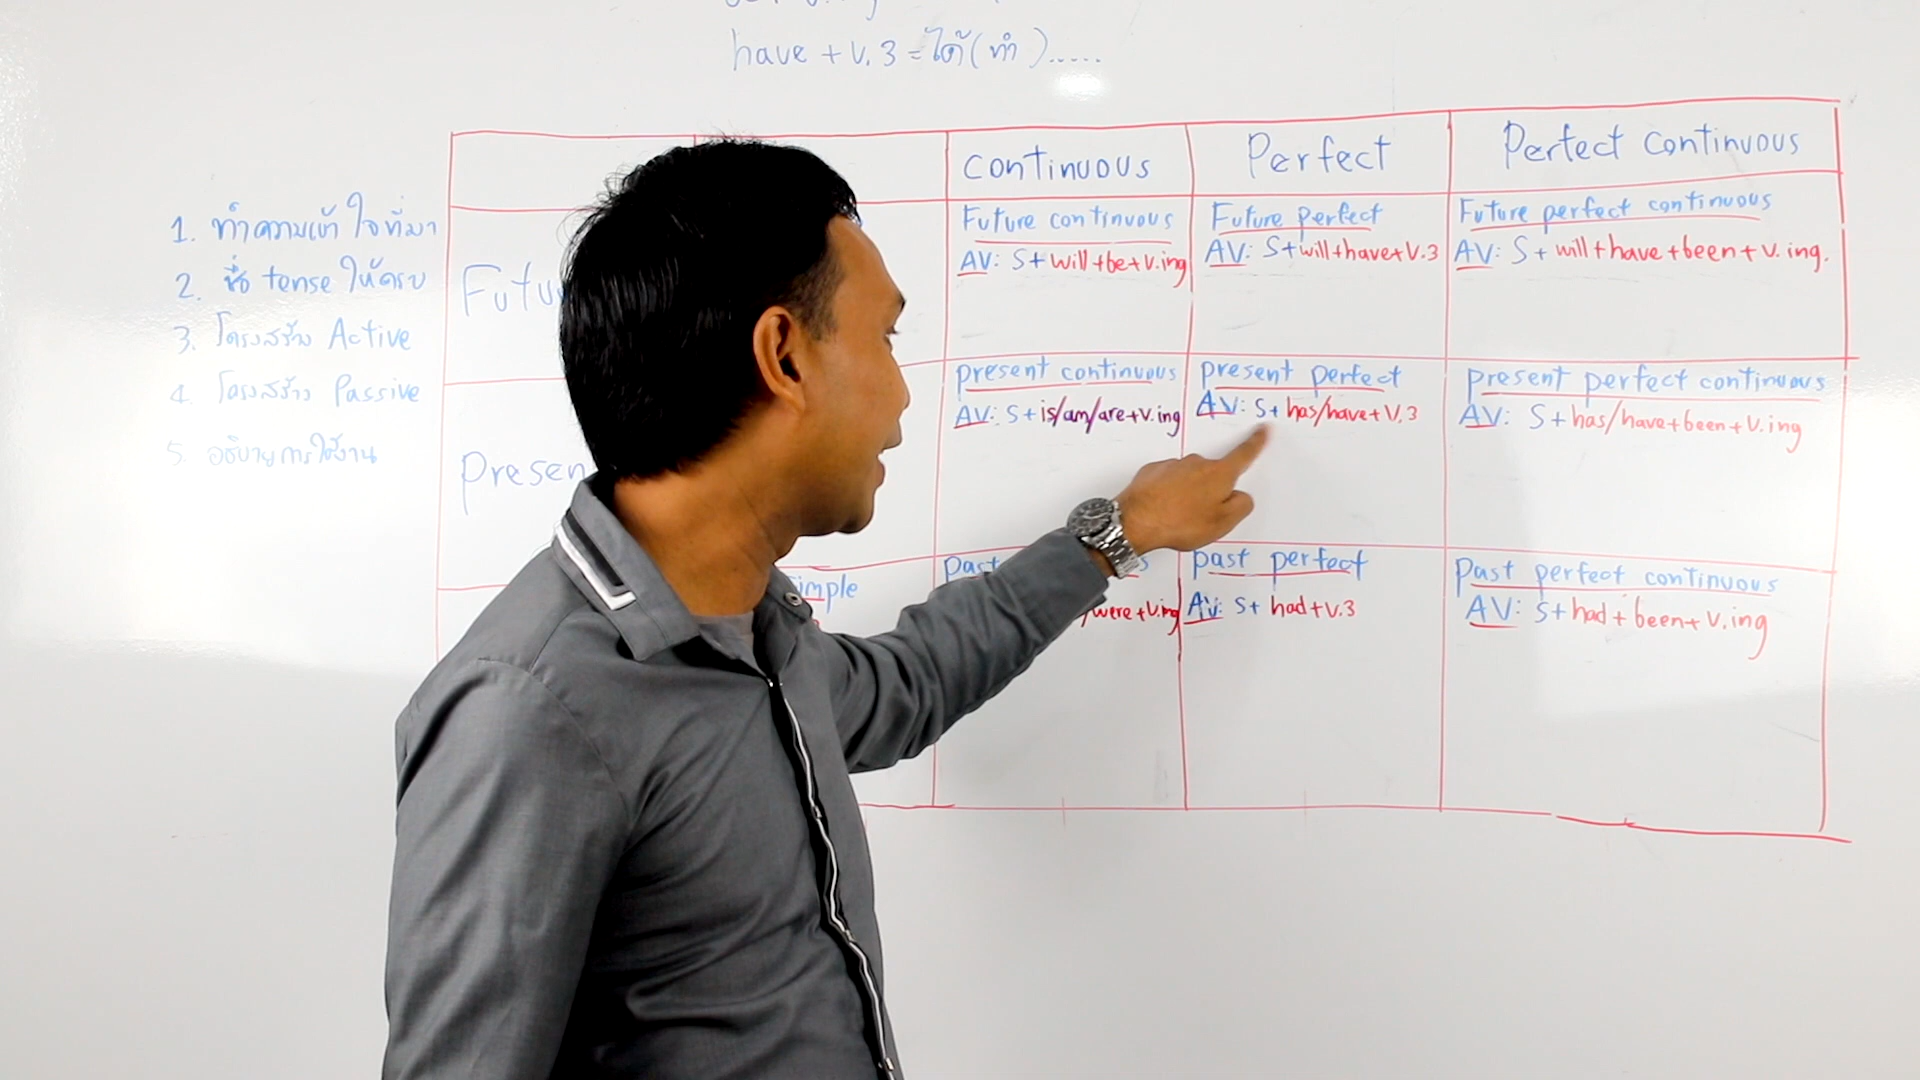 have + V.3 = ได้ (ทำ).....
1. ทำความเข้าใจที่มา
2. ชื่อ tense ให้ครบ
3. โครงสร้าง Active
4. โครงสร้าง Passive
5. อธิบายการใช้งาน
continuous
Perfect
Perfect continuous
Futu
Future continuous
AV: S + will + be + V.ing
Future perfect
AV: S + will + have + V.3
Future perfect continuous
AV: S + will + have + been + V.ing.
Presen
present continuous
AV: S + is/am/are + V.ing
present perfect
AV: S + has/have + V.3
present perfect continuous
AV: S + has/have + been + V.ing
imple
Past
/were + V.ing
past perfect
AV: S + had + V.3
Past perfect continuous
AV: S + had + been + V.ing